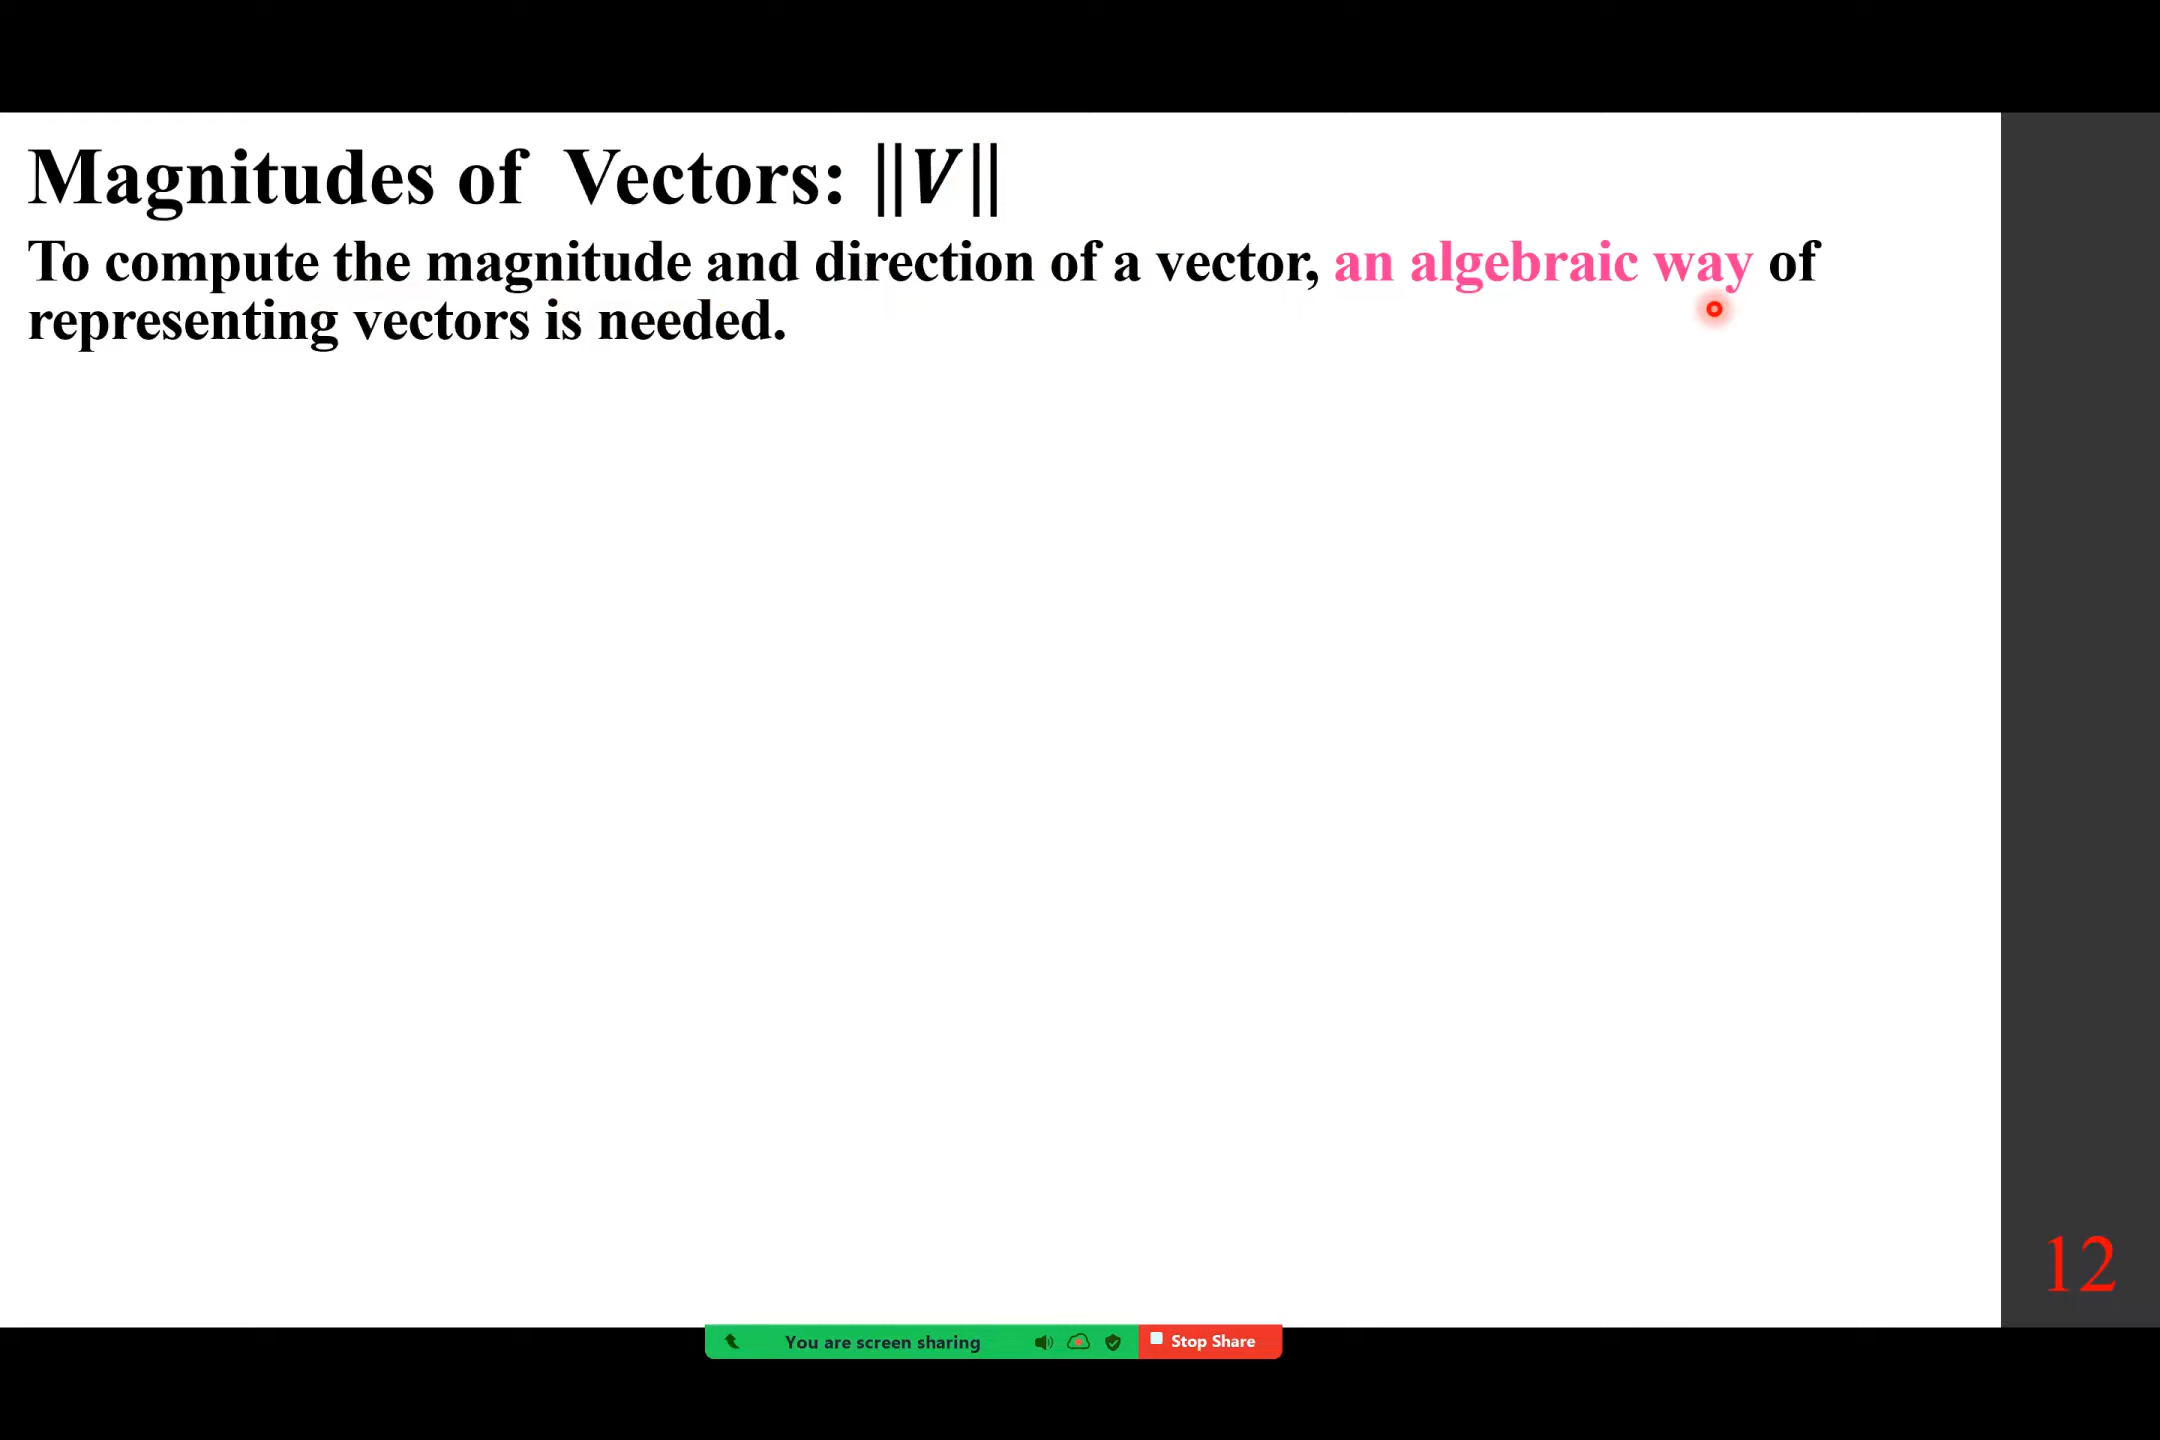 Magnitudes of Vectors: ‖V‖
To compute the magnitude and direction of a vector, an algebraic way of
representing vectors is needed.
12
You are screen sharing Stop Share